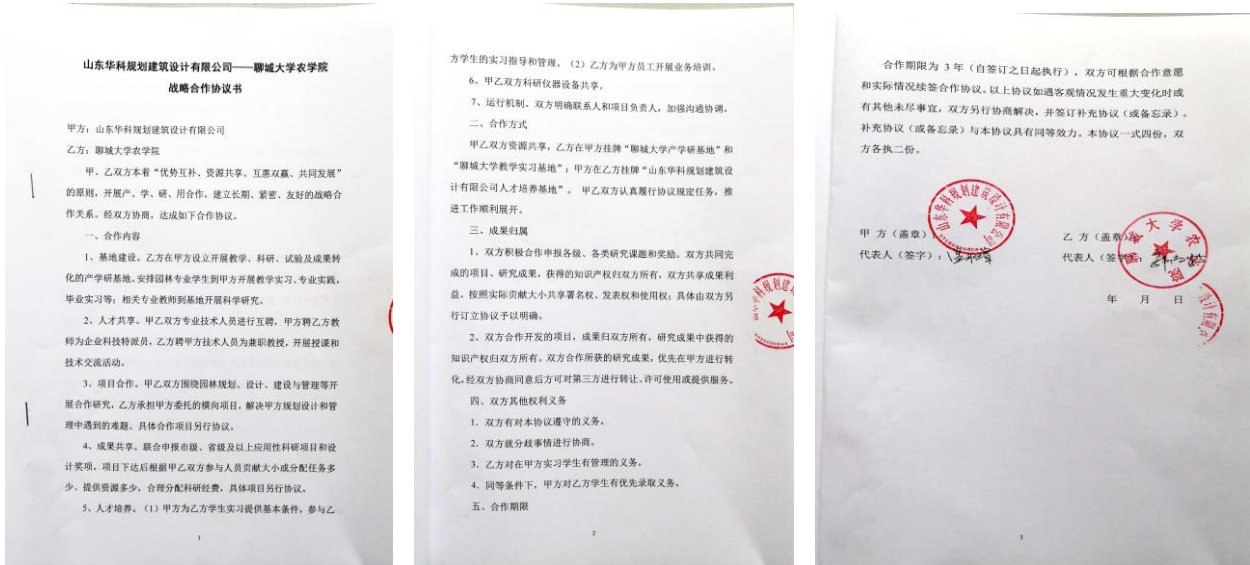 山东华科规划建筑设计有限公司——聊城大学农学院
战略合作协议书
甲方：山东华科规划建筑设计有限公司
乙方：聊城大学农学院
甲、乙双方本着“优势互补、资源共享、互惠双赢、共同发展”
的原则，开展产、学、研、用合作，建立长期、紧密、友好的战略合
作关系。经双方协商，达成如下合作协议。
一、合作内容
1、基地建设。乙方在甲方设立开展教学、科研、试验及成果转
化的产学研基地。安排园林专业学生到甲方开展教学实习、专业实践，
毕业实习等；相关专业教师到基地开展科学研究。
2、人才共享。甲乙双方专业技术人员进行互聘，甲方聘乙方教
师为企业科技特派员，乙方聘甲方技术人员为兼职教授，开展授课和
技术交流活动。
3、项目合作。甲乙双方围绕园林规划、设计、建设与管理等开
展合作研究，乙方承担甲方委托的横向项目，解决甲方规划设计和管
理中遇到的难题。具体合作项目另行协议。
4、成果共享。联合申报市级、省级及以上应用性科研项目和设
计奖项。项目下达后根据甲乙双方参与人员贡献大小或分配任务多
少、提供资源多少，合理分配科研经费，具体项目另行协议。
5、人才培养。（1）甲方为乙方学生实习提供基本条件，参与乙
1
方学生的实习指导和管理。（2）乙方为甲方员工开展业务培训。
6、甲乙双方科研仪器设备共享。
7、运行机制。双方明确联系人和项目负责人，加强沟通协调。
二、合作方式
甲乙双方资源共享，乙方在甲方挂牌“聊城大学产学研基地”和
“聊城大学教学实习基地”；甲方在乙方挂牌“山东华科规划建筑设
计有限公司人才培养基地”。 甲乙双方认真履行协议规定任务，推
进工作顺利展开。
三、成果归属
1、双方积极合作申报各级、各类研究课题和奖励。双方共同完
成的项目、研究成果，获得的知识产权归双方所有，双方共享成果利
益。按照实际贡献大小共享署名权、发表权和使用权；具体由双方另
行订立协议予以明确。
2、双方合作开发的项目，成果归双方所有，研究成果中获得的
知识产权归双方所有。双方合作所获的研究成果，优先在甲方进行转
化，经双方协商同意后方可对第三方进行转让、许可使用或提供服务。
四、双方其他权利义务
1．双方有对本协议遵守的义务。
2．双方就分歧事情进行协商。
3．乙方对在甲方实习学生有管理的义务。
4．同等条件下，甲方对乙方学生有优先录取义务。
五、合作期限
2
合作期限为 3 年（自签订之日起执行），双方可根据合作意愿
和实际情况续签合作协议。以上协议如遇客观情况发生重大变化时或
有其他未尽事宜，双方另行协商解决，并签订补充协议（或备忘录）。
补充协议（或备忘录）与本协议具有同等效力。本协议一式四份，双
方各执二份。
山东华科规划建筑设计有限公司
甲 方（盖章）：
代表人（签字）：
聊城大学农学院
乙 方（盖章）
代表人（签字）：
年 月 日
3